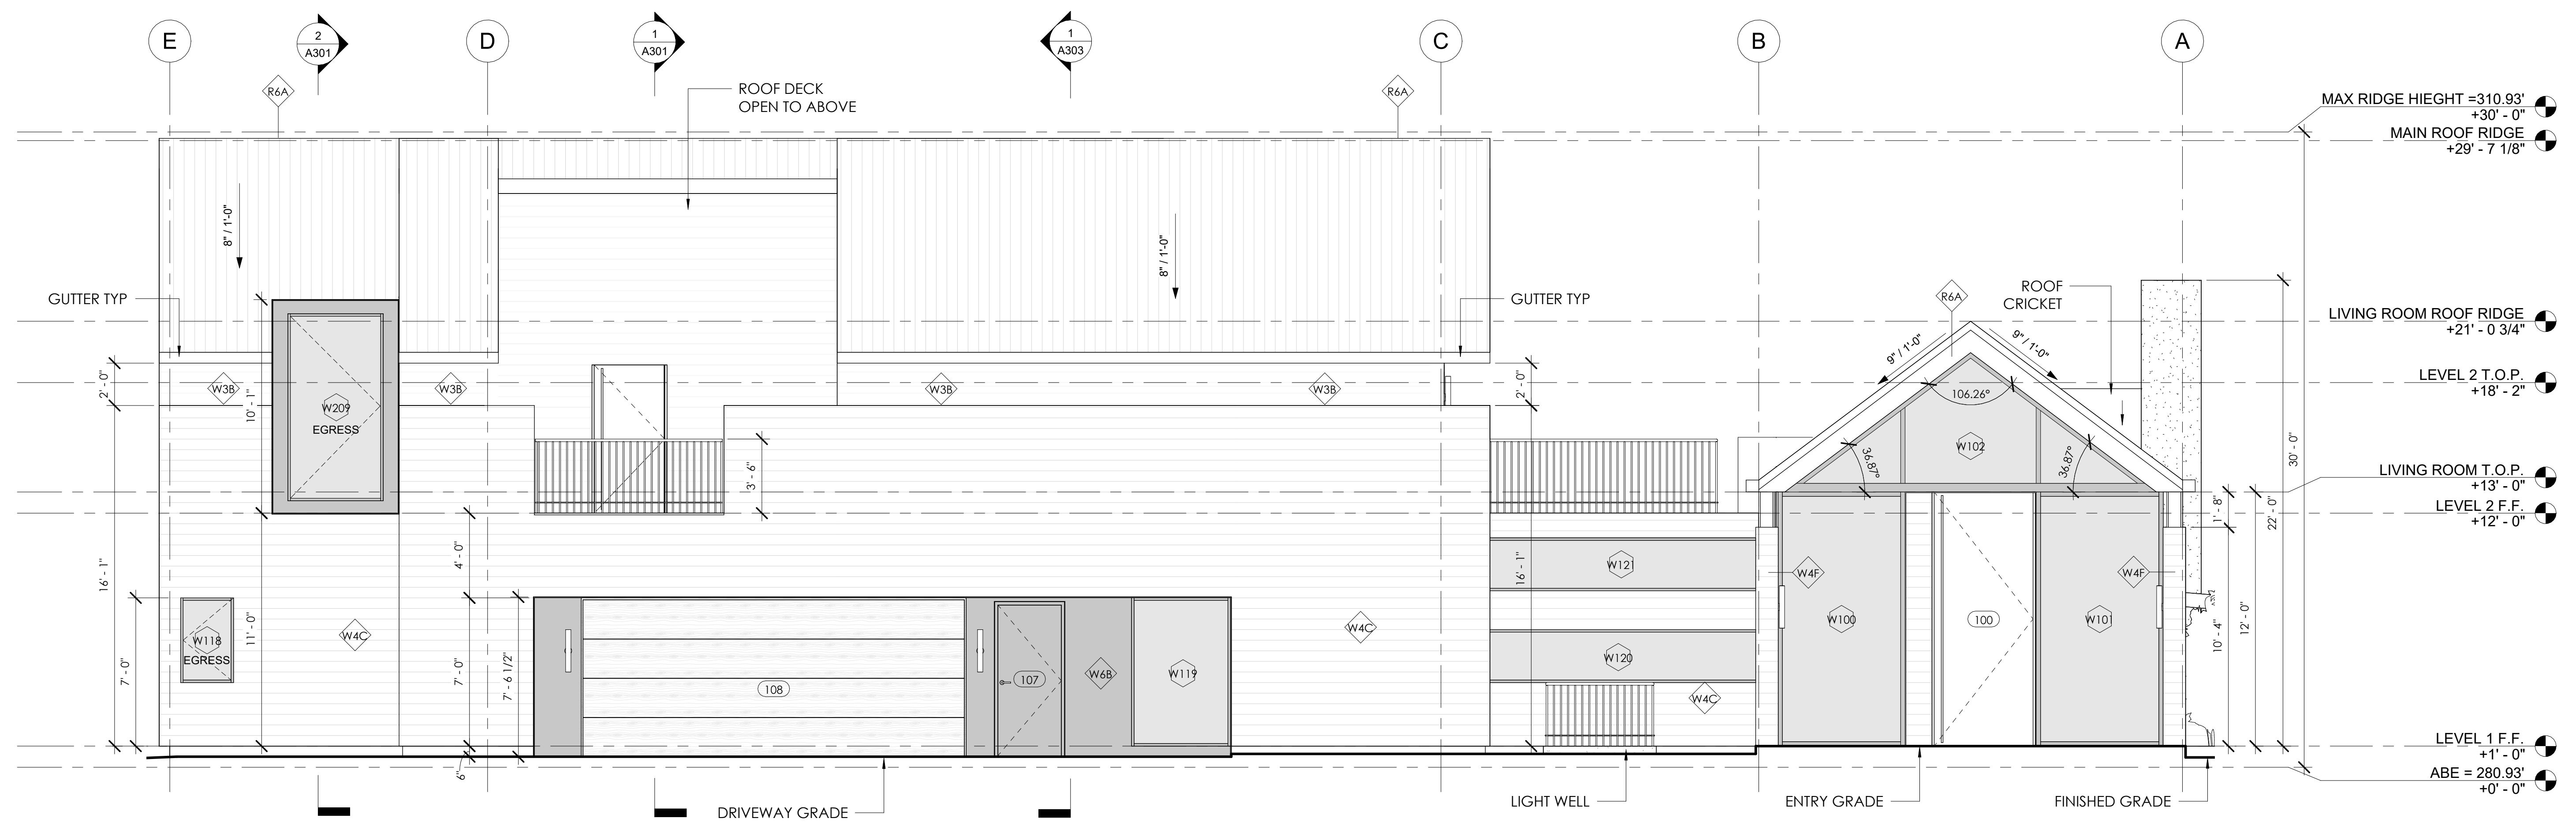 E
2
A301
D
1
A301
1
A303
C
B
A
R6A
ROOF DECK
OPEN TO ABOVE
R6A
MAX RIDGE HIEGHT =310.93'
+30' - 0"
MAIN ROOF RIDGE
+29' - 7 1/8"
8" / 1'-0"
8" / 1'-0"
GUTTER TYP
GUTTER TYP
R6A
ROOF
CRICKET
LIVING ROOM ROOF RIDGE
+21' - 0 3/4"
9" / 1'-0"
9" / 1'-0"
2' - 0"
W3B
10' - 1"
W209
EGRESS
W3B
W3B
W3B
2' - 0"
106.26°
LEVEL 2 T.O.P.
+18' - 2"
W102
36.87°
36.87°
30' - 0"
3' - 6"
LIVING ROOM T.O.P.
+13' - 0"
1' - 8"
22' - 0"
LEVEL 2 F.F.
+12' - 0"
16' - 1"
4' - 0"
16' - 1"
W121
W4F
W4F
W118
EGRESS
11' - 0"
W4C
W4C
W100
100
W101
10' - 4"
12' - 0"
7' - 0"
7' - 0"
7' - 6 1/2"
108
107
W6B
W119
W120
W4C
LEVEL 1 F.F.
+1' - 0"
6"
ABE = 280.93'
+0' - 0"
DRIVEWAY GRADE
LIGHT WELL
ENTRY GRADE
FINISHED GRADE